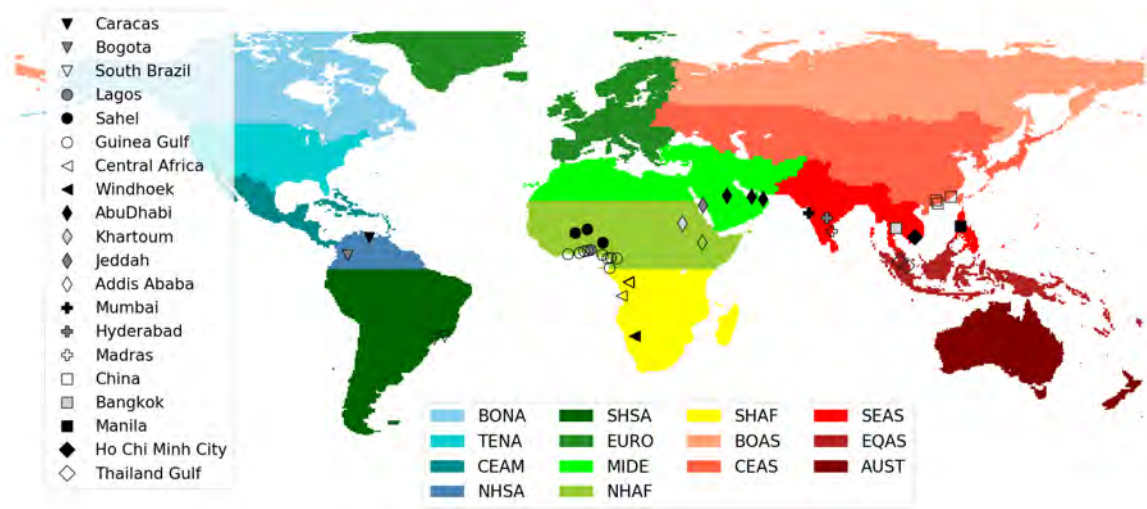 Caracas
Bogota
South Brazil
Lagos
Sahel
Guinea Gulf
Central Africa
Windhoek
AbuDhabi
Khartoum
Jeddah
Addis Ababa
Mumbai
Hyderabad
Madras
China
Bangkok
Manila
Ho Chi Minh City
Thailand Gulf
BONA SHSA SHAF SEAS
TENA EURO BOAS EQAS
CEAM MIDE CEAS AUST
NHSA NHAF